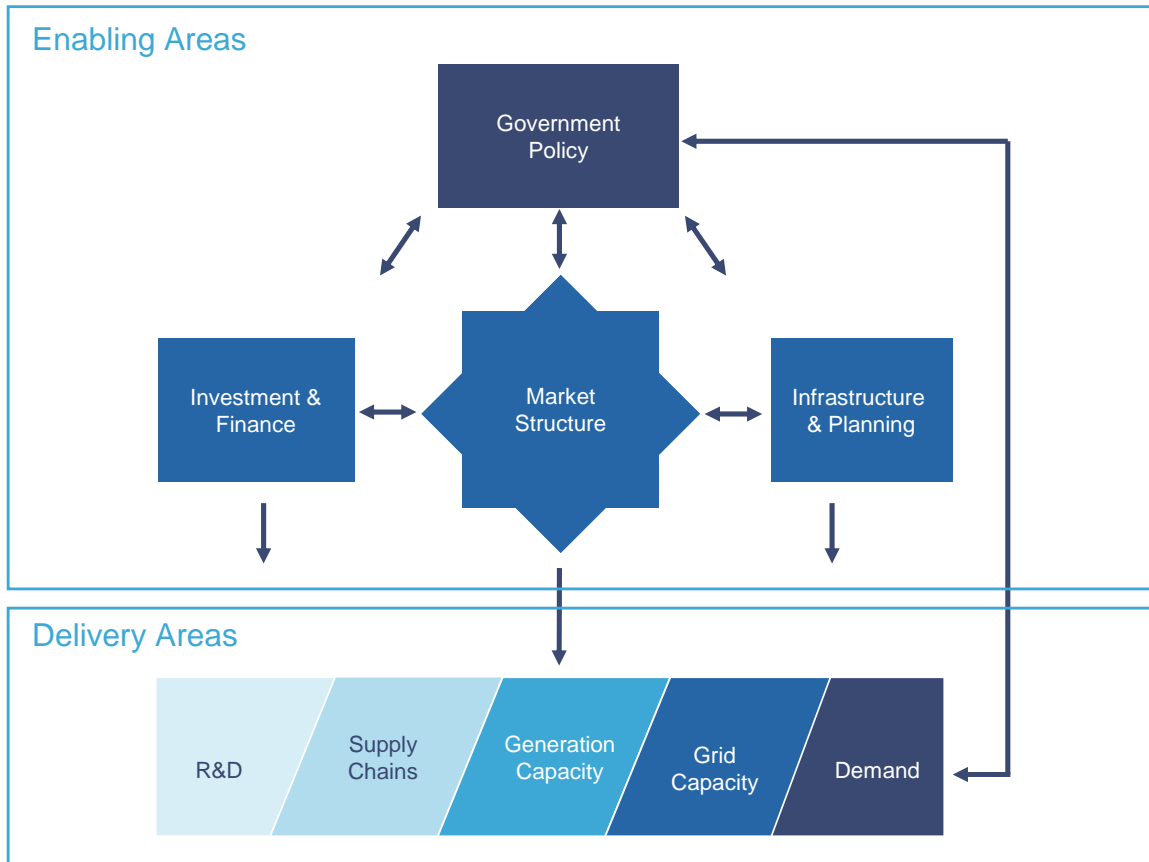 Enabling Areas
Government
Policy
Investment &
Finance
Market
Structure
Infrastructure
& Planning
Delivery Areas
R&D
Supply
Chains
Generation
Capacity
Grid
Capacity
Demand